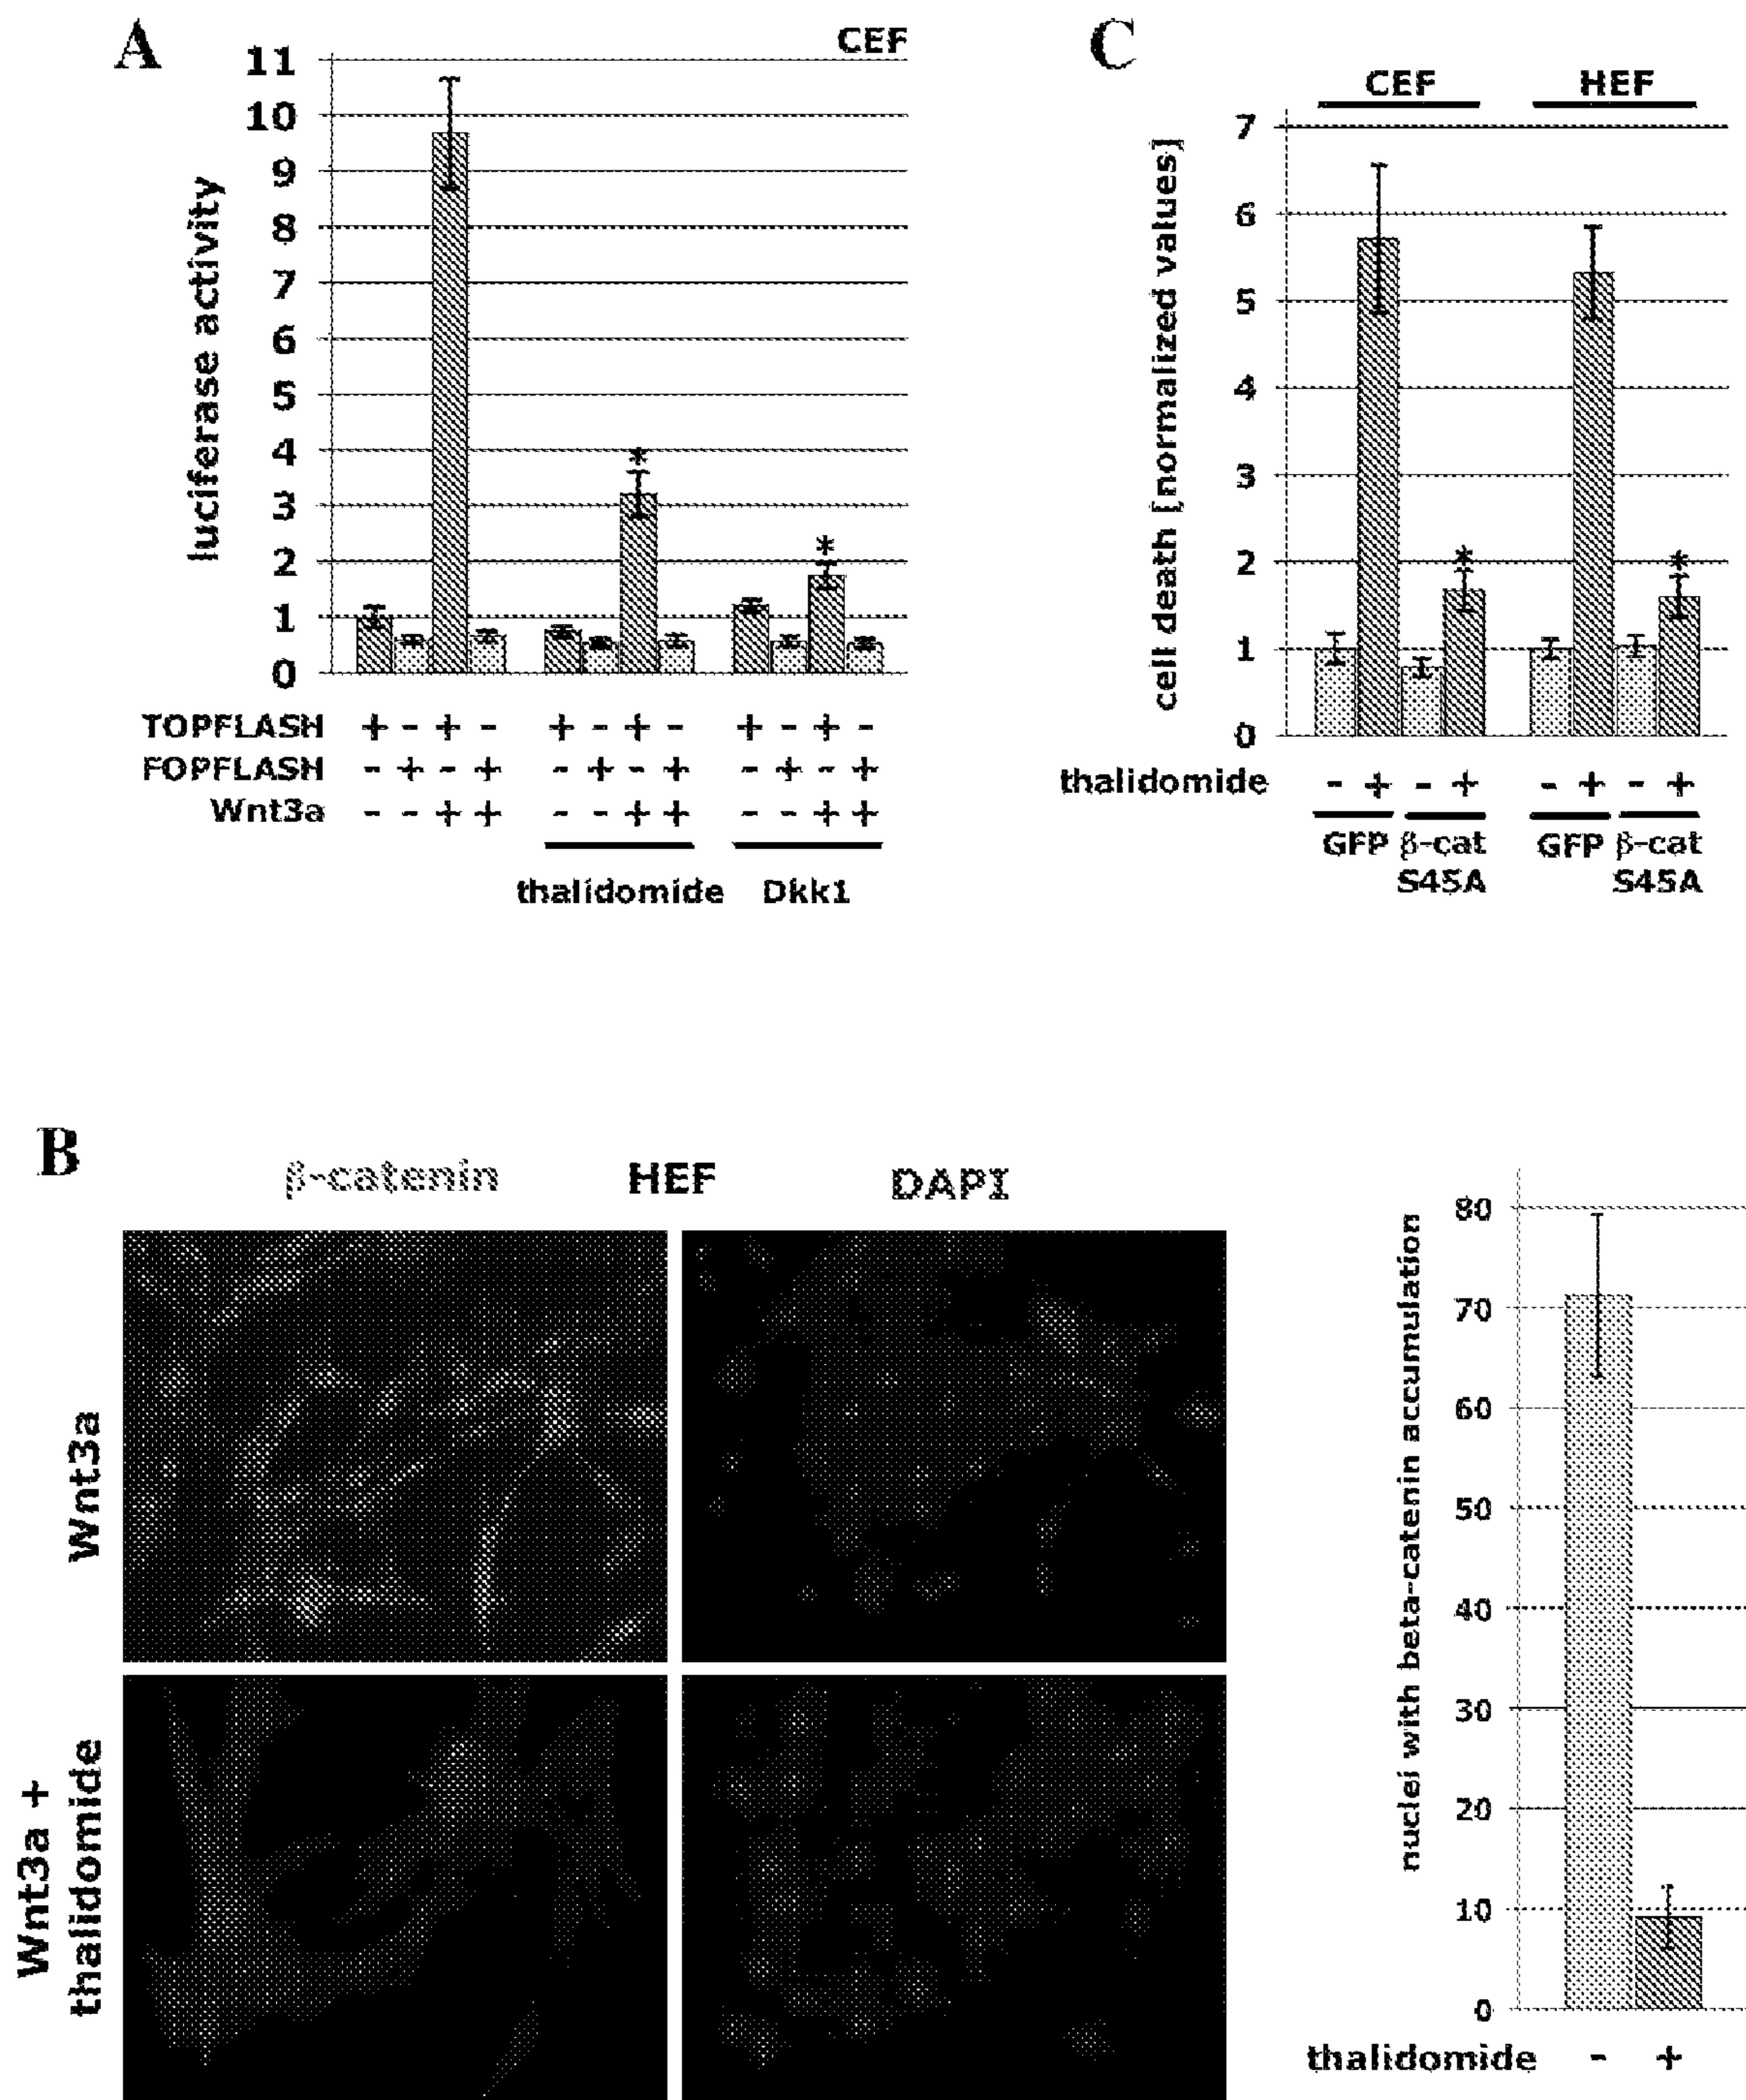 A
CEF
luciferase activity
11
10
9
8
7
6
5
4
3
2
1
0
*
*
TOPFLASH + - + - + - + - + - + -
FOPFLASH - + - + - + - + - + - +
Wnt3a - - + + - - + + - - + +
thalidomide Dkk1
C
CEF HEF
cell death [normalized values]
7
6
5
4
3
2
1
0
*
*
thalidomide - + - + - + - +
GFP β-cat GFP β-cat
S45A S45A
B
β-catenin HEF DAPI
Wnt3a
Wnt3a +
thalidomide
nuclei with beta-catenin accumulation
80
70
60
50
40
30
20
10
0
thalidomide - +